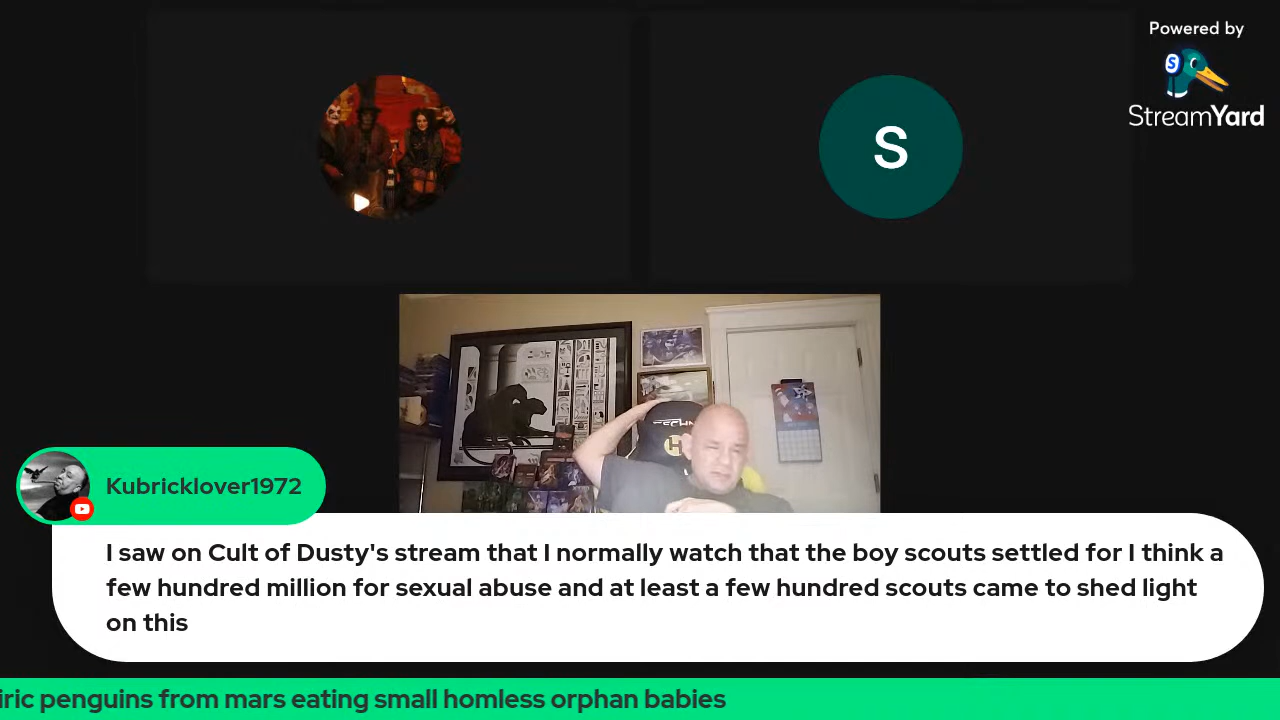 Powered by
S
StreamYard
S
Kubricklover1972
I saw on Cult of Dusty's stream that I normally watch that the boy scouts settled for I think a
few hundred million for sexual abuse and at least a few hundred scouts came to shed light
on this
iric penguins from mars eating small homless orphan babies